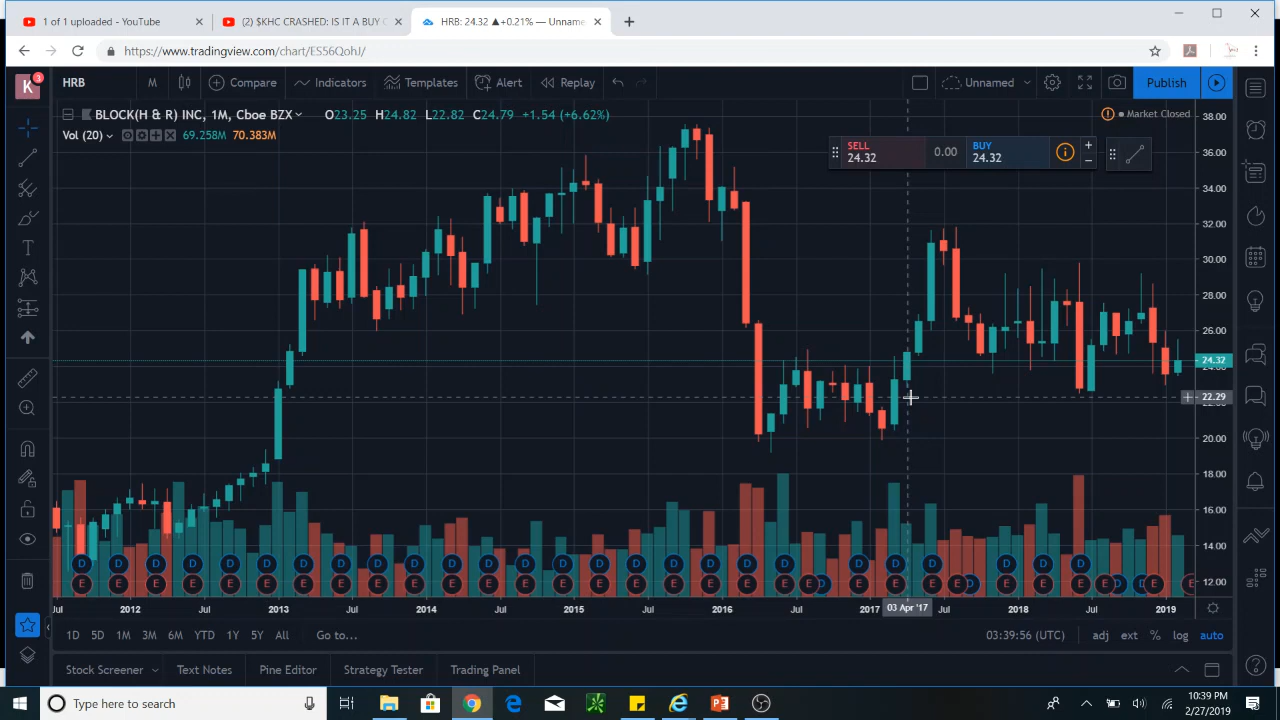 1 of 1 uploaded - YouTube
(2) $KHC CRASHED: IS IT A BUY O
HRB: 24.32 ▲+0.21% — Unname
https://www.tradingview.com/chart/ES56QohJ/
K
3
HRB
M
Compare
Indicators
Templates
Alert
Replay
Unnamed
Publish
BLOCK(H & R) INC, 1M, Cboe BZX
O23.25 H24.82 L22.82 C24.79 +1.54 (+6.62%)
Market Closed
Vol (20)
69.258M 70.383M
SELL
24.32
0.00
BUY
24.32
38.00
36.00
34.00
32.00
30.00
28.00
26.00
24.32
24.00
22.29
20.00
18.00
16.00
14.00
12.00
D D D D D D D D D D D D D D D D D D D D D D D D D D D D D D D
E E E E E E E E E E E E E E E E E E E E E E E E E E E E E E E
Jul 2012 Jul 2013 Jul 2014 Jul 2015 Jul 2016 Jul 2017 03 Apr '17 Jul 2018 Jul 2019
1D 5D 1M 3M 6M YTD 1Y 5Y All Go to...
03:39:56 (UTC) adj ext % log auto
Stock Screener Text Notes Pine Editor Strategy Tester Trading Panel
Type here to search
10:39 PM
2/27/2019